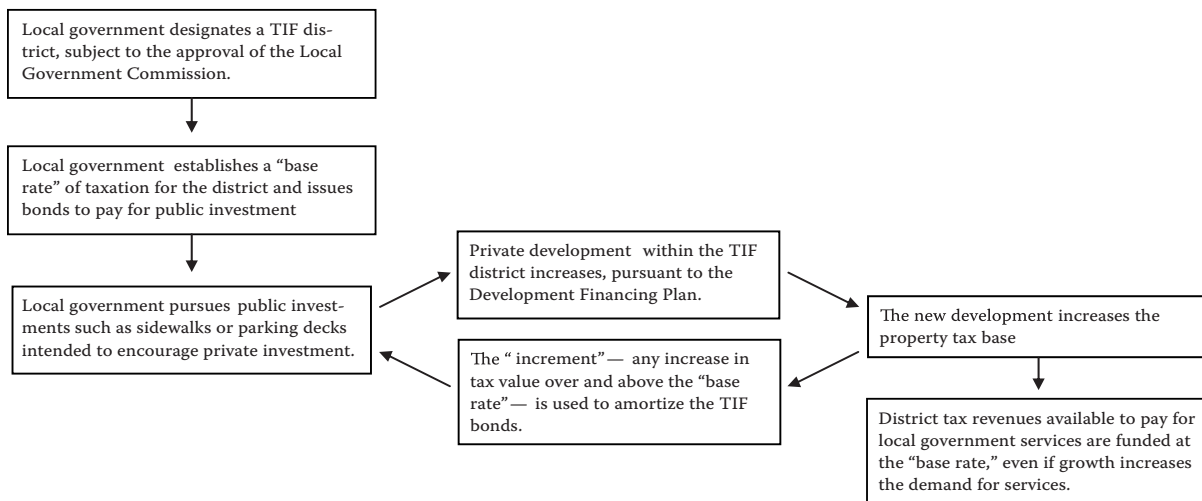 Local government designates a TIF dis-
trict, subject to the approval of the Local
Government Commission.
Local government establishes a “base
rate” of taxation for the district and issues
bonds to pay for public investment
Local government pursues public invest-
ments such as sidewalks or parking decks
intended to encourage private investment.
Private development within the TIF
district increases, pursuant to the
Development Financing Plan.
The new development increases the
property tax base
The “ increment”— any increase in
tax value over and above the “base
rate”— is used to amortize the TIF
bonds.
District tax revenues available to pay for
local government services are funded at
the “base rate,” even if growth increases
the demand for services.